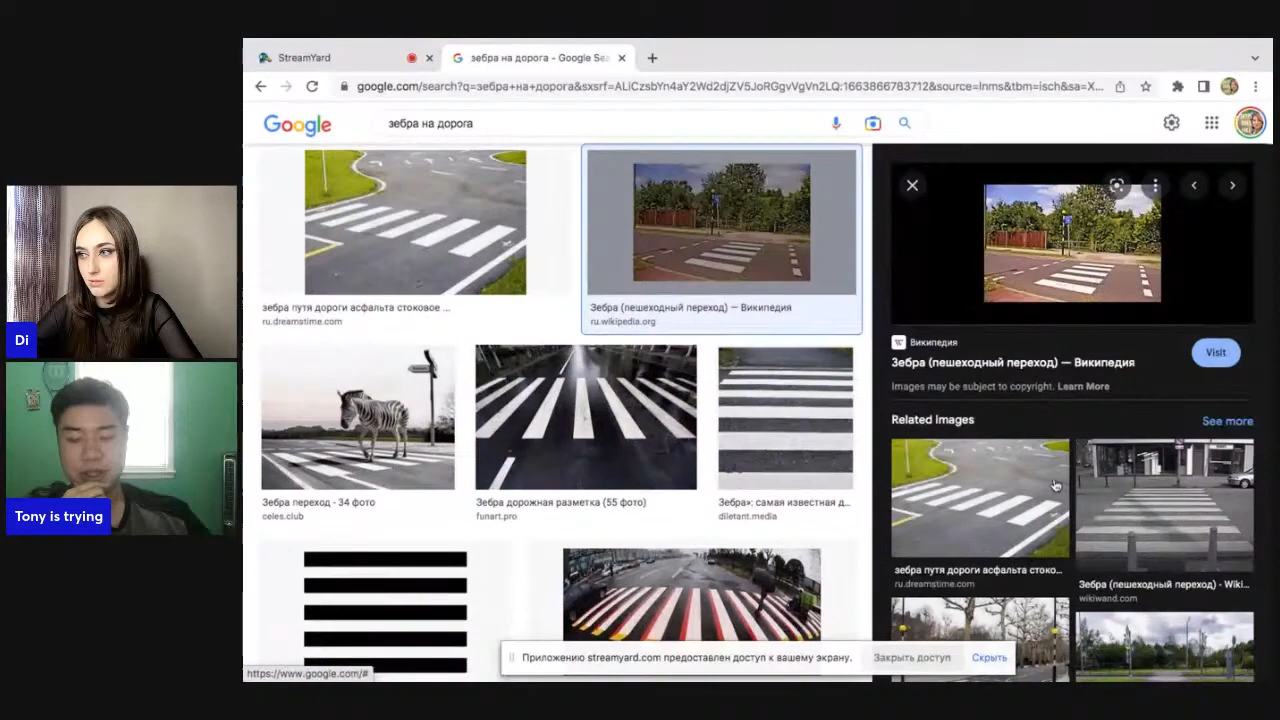 StreamYard
зебра на дорога - Google Sea
google.com/search?q=зебра+на+дорога&sxsrf=ALiCzsbYn4aY2Wd2djZV5JoRGgvVgVn2LQ:1663866783712&source=lnms&tbm=isch&sa=X...
Google
зебра на дорога
зебра путя дороги асфальта стоковое ...
ru.dreamstime.com
Зебра (пешеходный переход) — Википедия
ru.wikipedia.org
Зебра переход - 34 фото
celes.club
Зебра дорожная разметка (55 фото)
funart.pro
Зебра»: самая известная д...
diletant.media
Википедия
Зебра (пешеходный переход) — Википедия
Visit
Images may be subject to copyright. Learn More
Related Images
See more
зебра путя дороги асфальта стоко...
ru.dreamstime.com
Зебра (пешеходный переход) - Wiki...
wikiwand.com
Приложению streamyard.com предоставлен доступ к вашему экрану.
Закрыть доступ
Скрыть
https://www.google.com/#
Di
Tony is trying